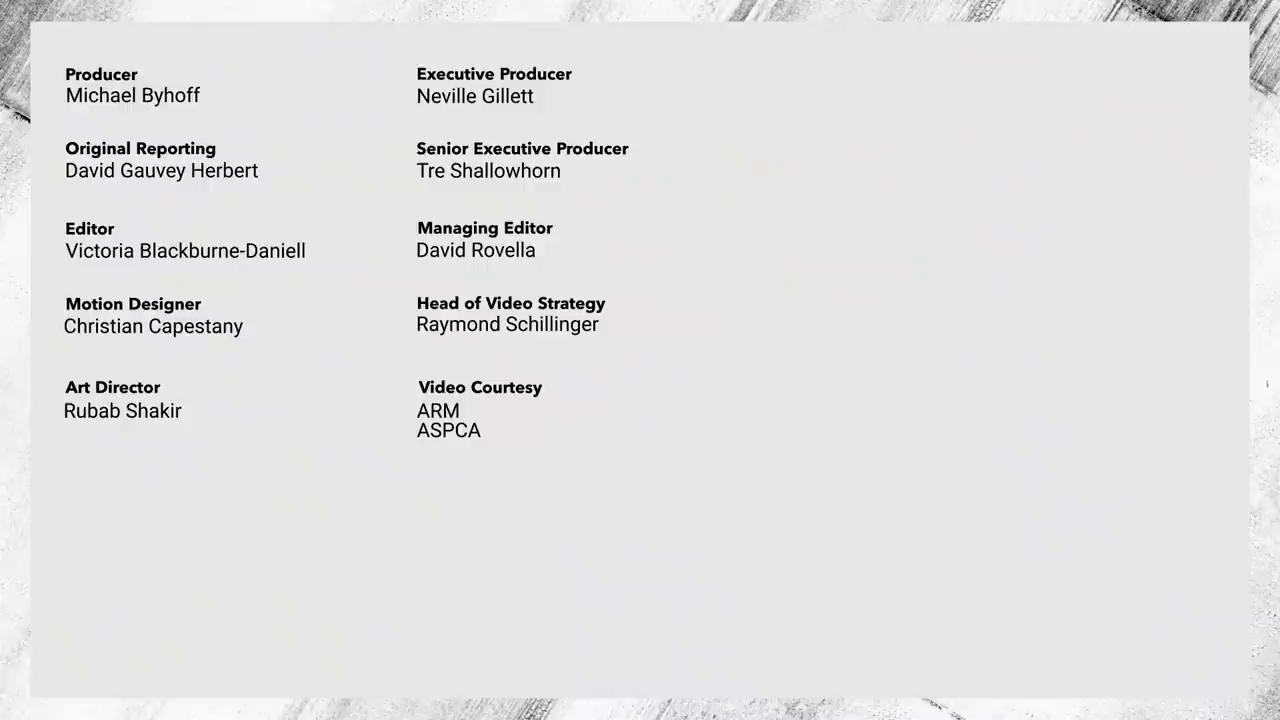 Producer
Michael Byhoff
Original Reporting
David Gauvey Herbert
Editor
Victoria Blackburne-Daniell
Motion Designer
Christian Capestany
Art Director
Rubab Shakir
Executive Producer
Neville Gillett
Senior Executive Producer
Tre Shallowhorn
Managing Editor
David Rovella
Head of Video Strategy
Raymond Schillinger
Video Courtesy
ARM
ASPCA